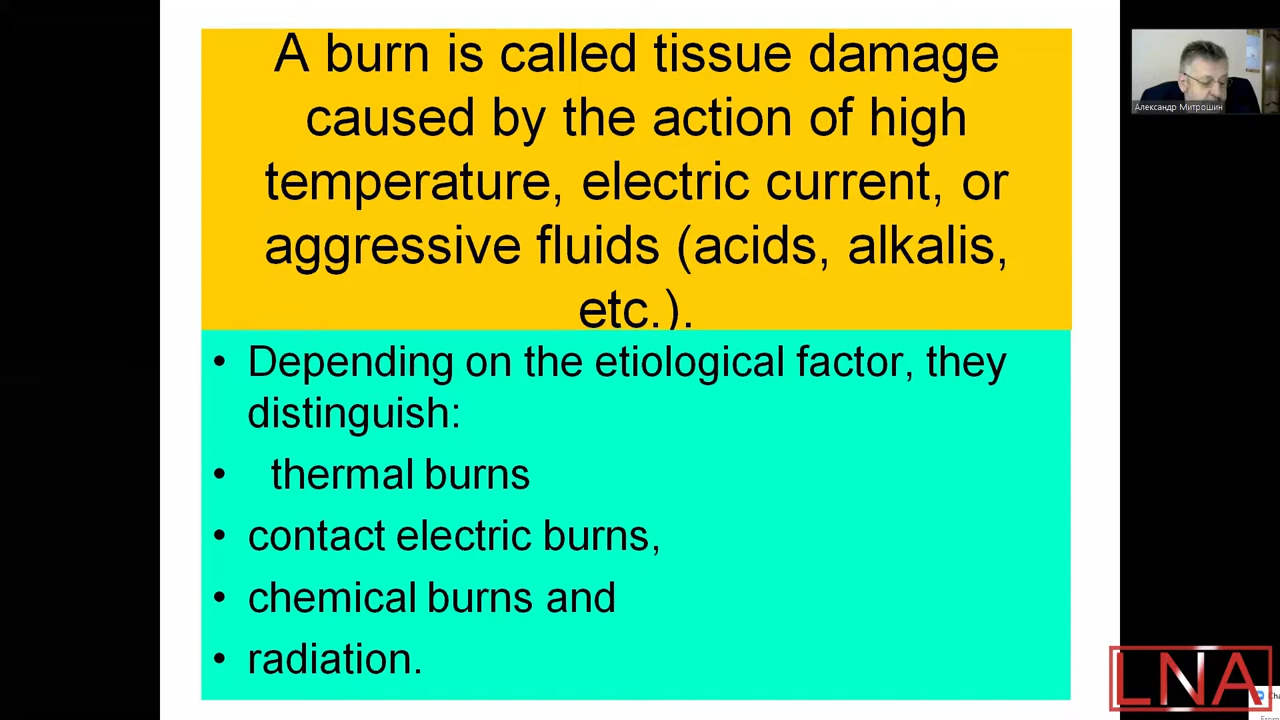 A burn is called tissue damage
caused by the action of high
temperature, electric current, or
aggressive fluids (acids, alkalis,
etc.).
• Depending on the etiological factor, they
distinguish:
• thermal burns
• contact electric burns,
• chemical burns and
• radiation.
Александр Митрошин
LNA